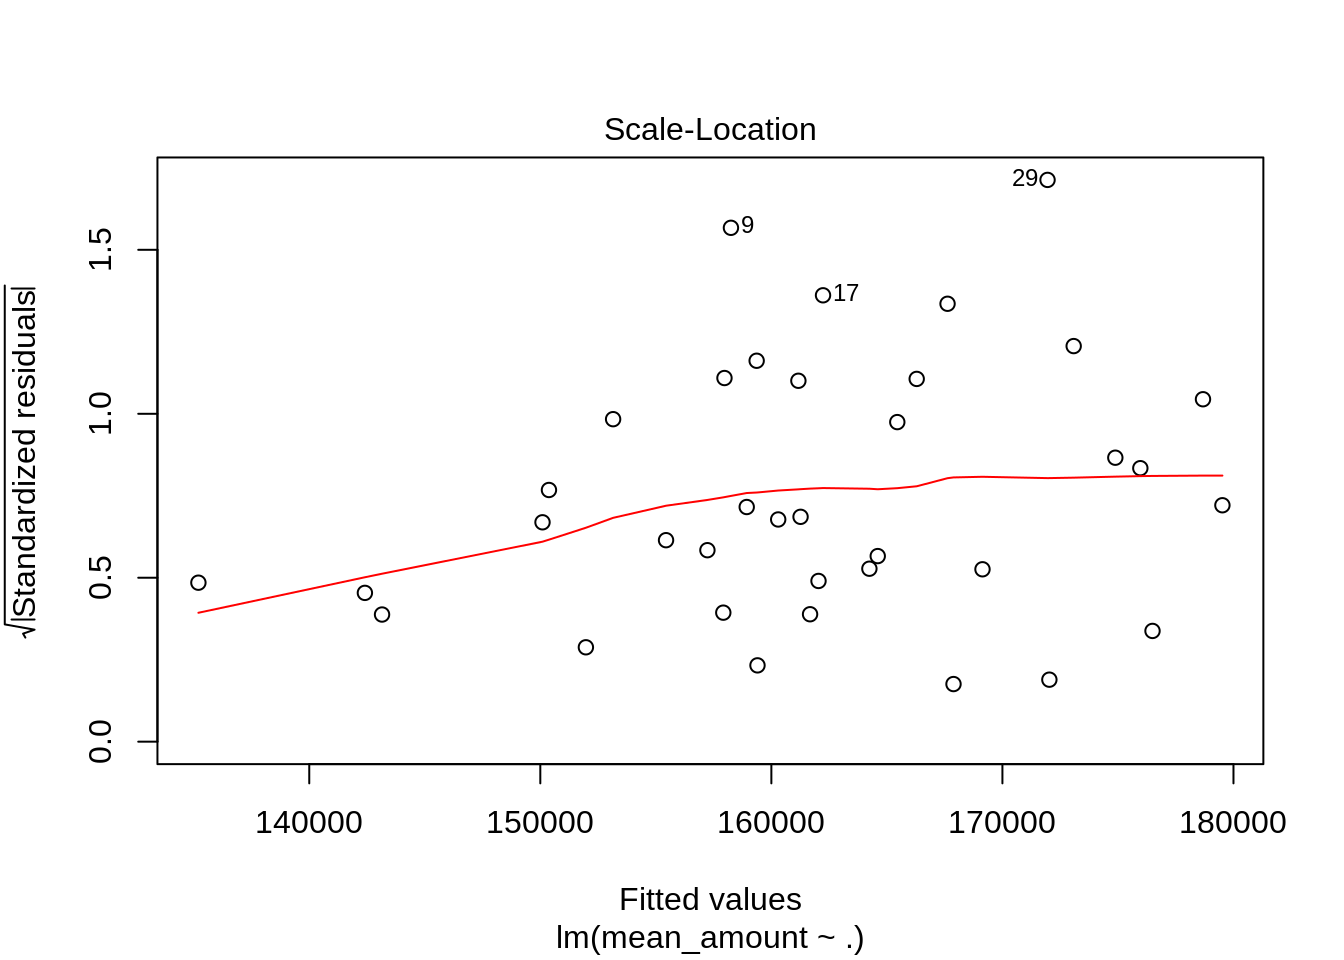 Scale-Location
√|Standardized residuals|
1.5
1.0
0.5
0.0
29
9
17
140000 150000 160000 170000 180000
Fitted values
lm(mean_amount ~ .)